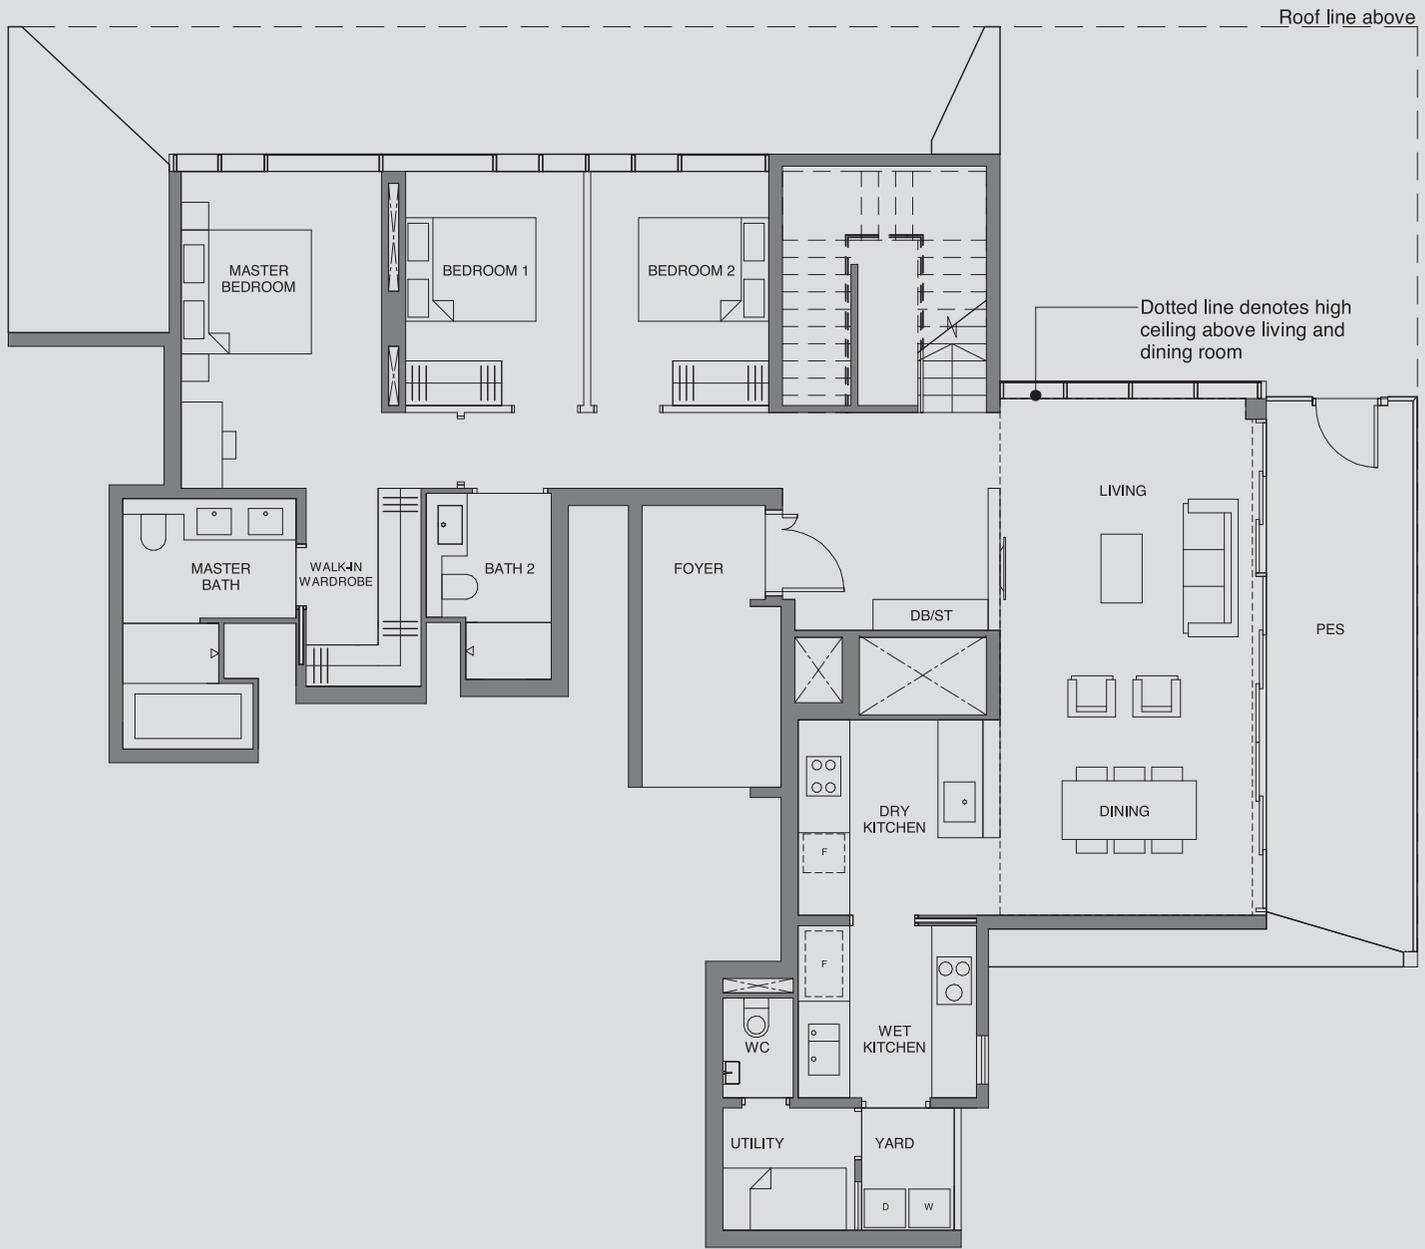 Roof line above
MASTER
BEDROOM
BEDROOM 1
BEDROOM 2
Dotted line denotes high
ceiling above living and
dining room
LIVING
MASTER
BATH
WALK-IN
WARDROBE
BATH 2
FOYER
DB/ST
PES
DRY
KITCHEN
DINING
F
F
WET
KITCHEN
WC
UTILITY
YARD
D
W